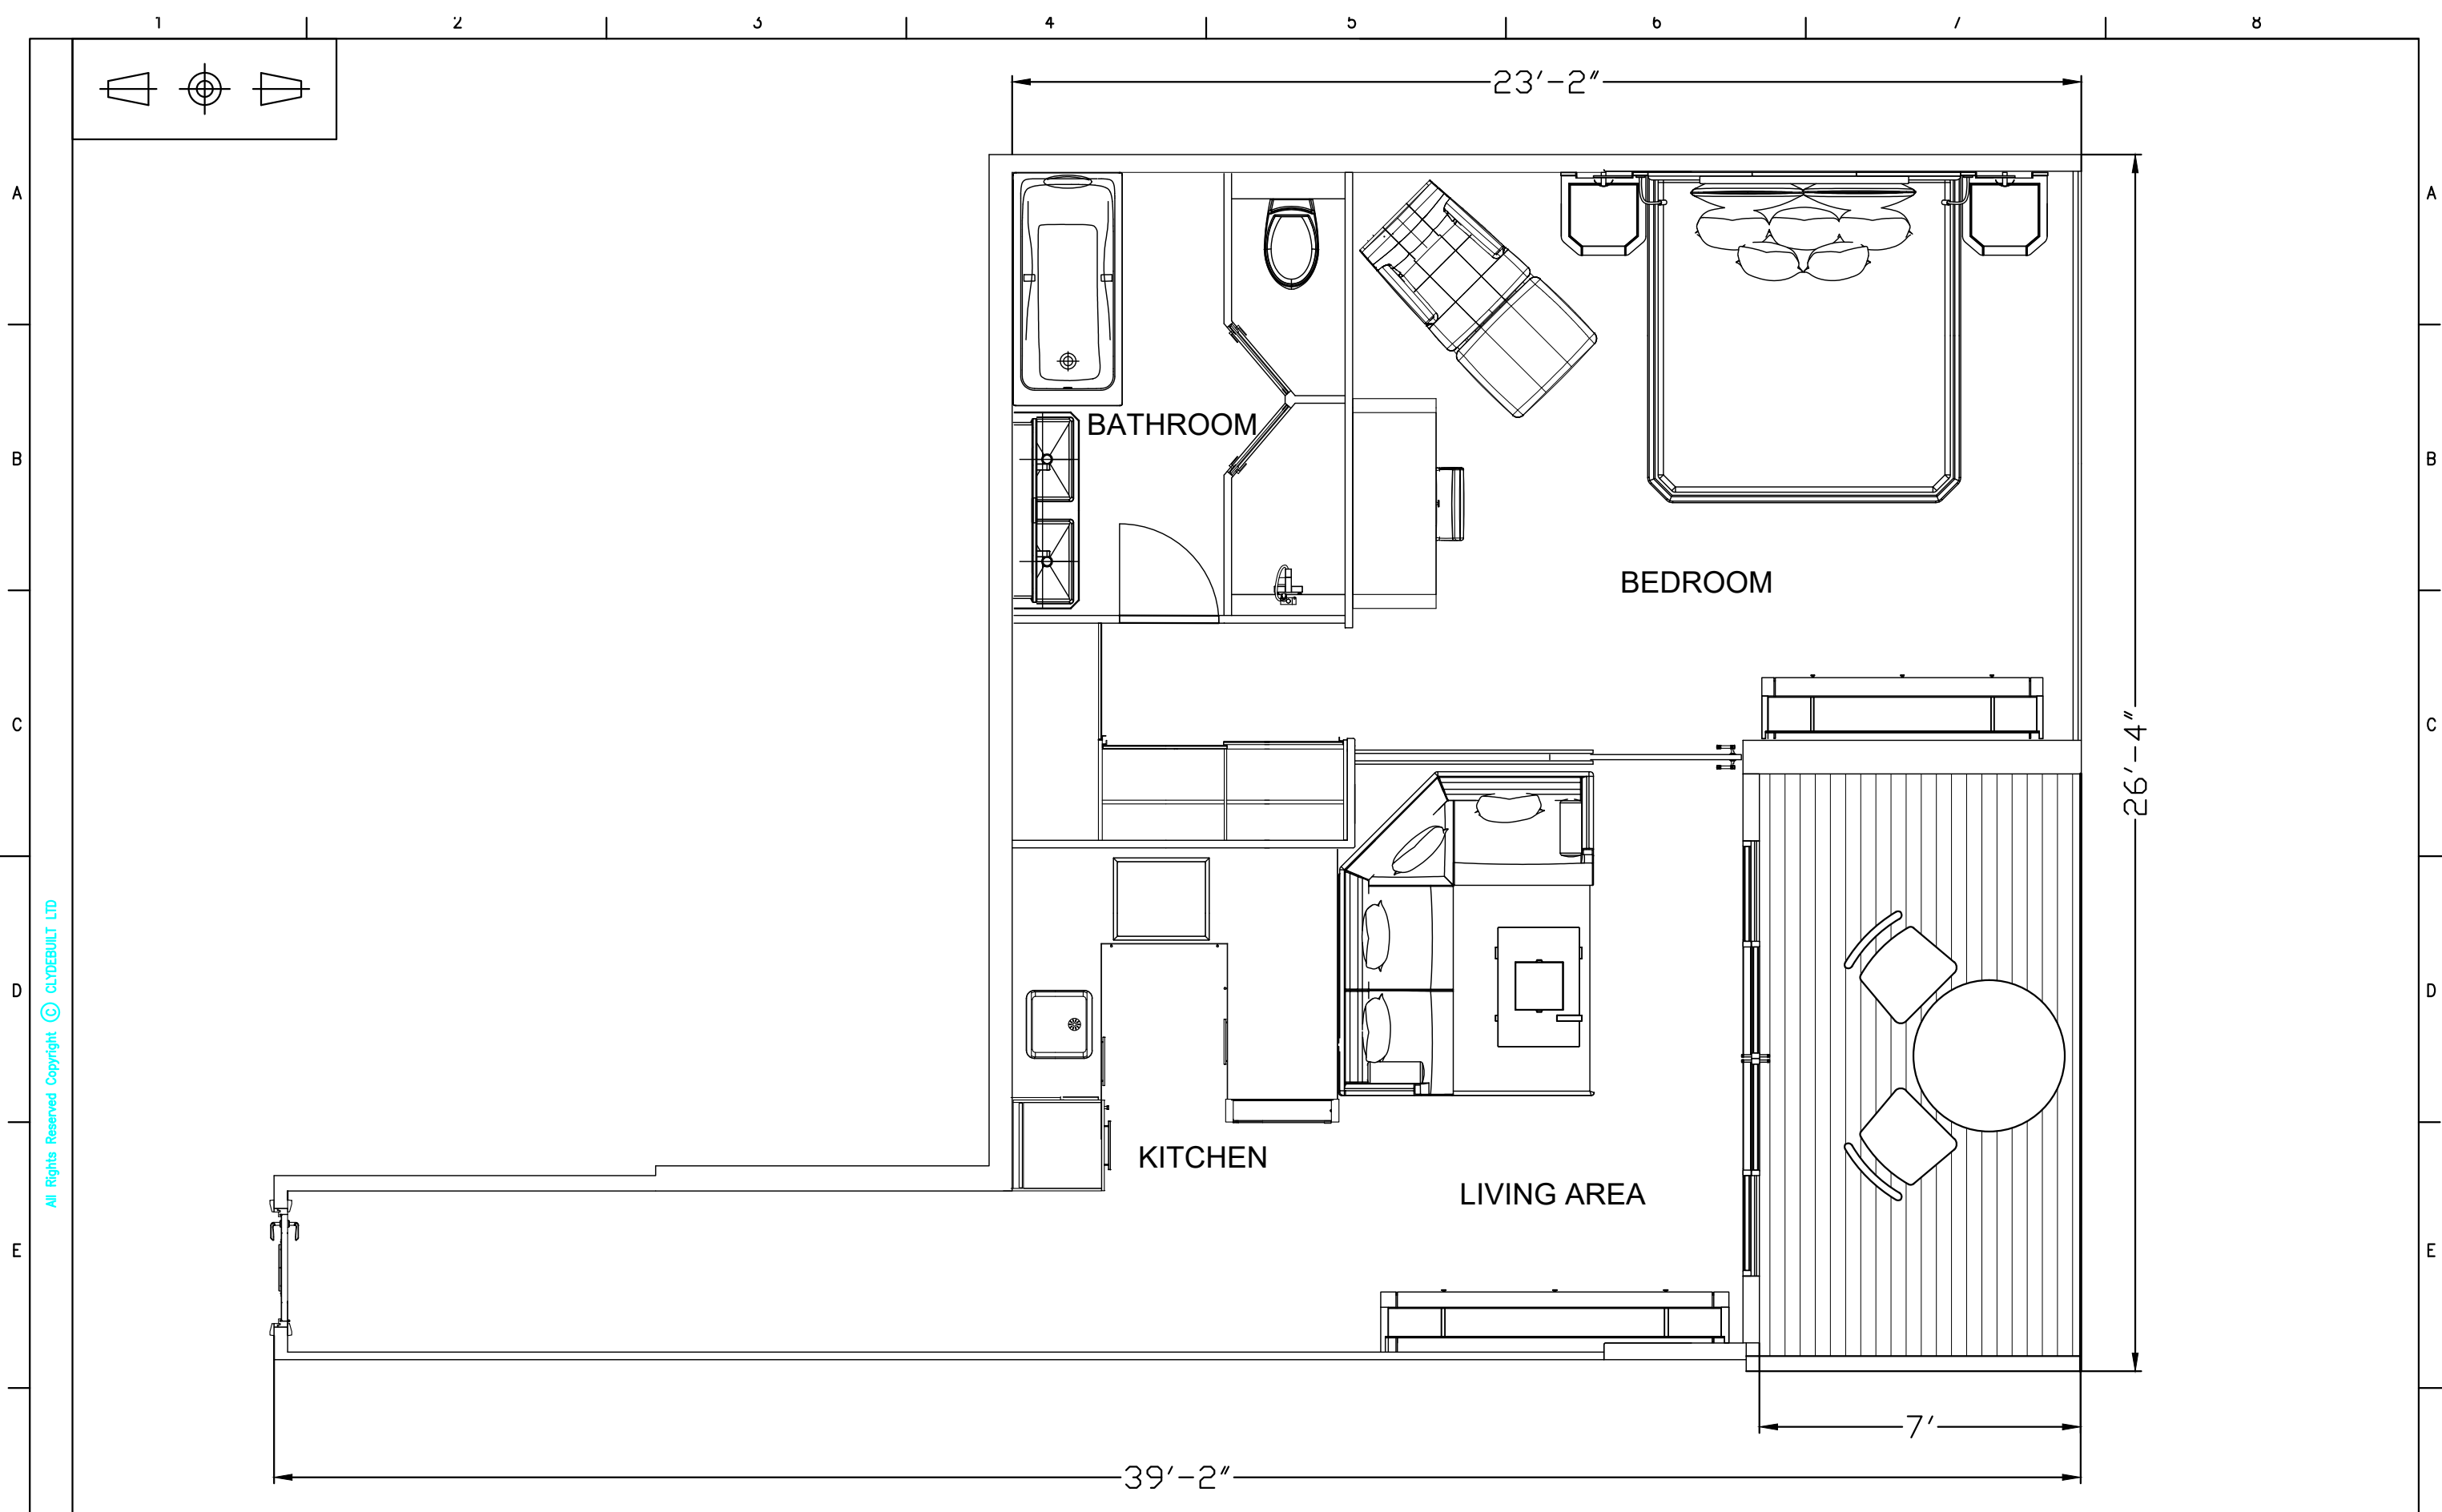 1 2 3 4 5 6 7 8
23'-2"
A A
BATHROOM
B B
BEDROOM
C C
26'-4"
All Rights Reserved Copyright © CLYDEBUILT LTD
D D
KITCHEN
LIVING AREA
E E
7'
39'-2"